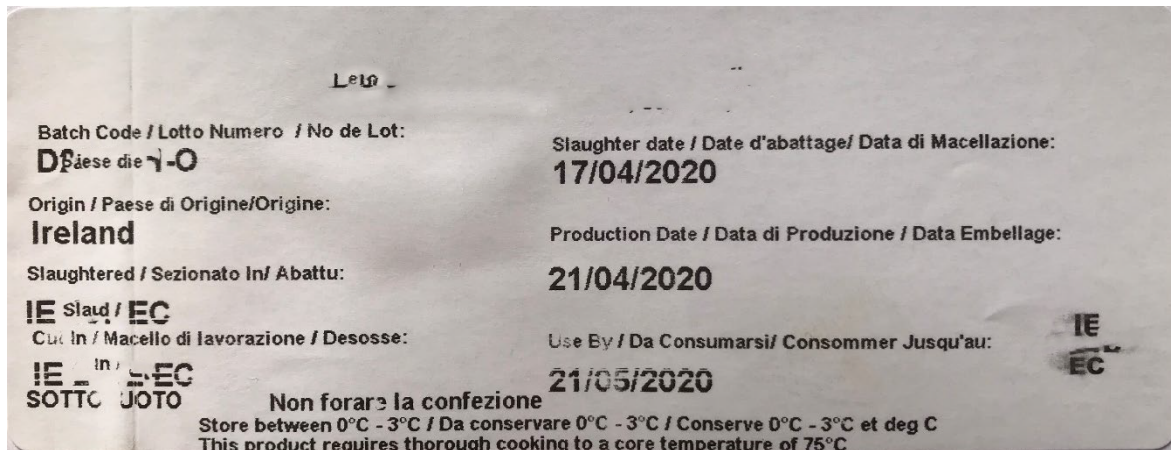 Batch Code / Lotto Numero / No de Lot:
Slaughter date / Date d'abattage/ Data di Macellazione:
17/04/2020
Origin / Paese di Origine/Origine:
Ireland
Production Date / Data di Produzione / Data Embellage:
21/04/2020
Slaughtered / Sezionato In/ Abattu:
IE / EC
In / Macello di lavorazione / Desosse:
IE EC
Use By / Da Consumarsi/ Consommer Jusqu'au:
21/05/2020
IE
EC
SOTTO
Non forare la confezione
Store between 0°C - 3°C / Da conservare 0°C - 3°C / Conserve 0°C - 3°C et deg C
This product requires thorough cooking to a core temperature of 75°C